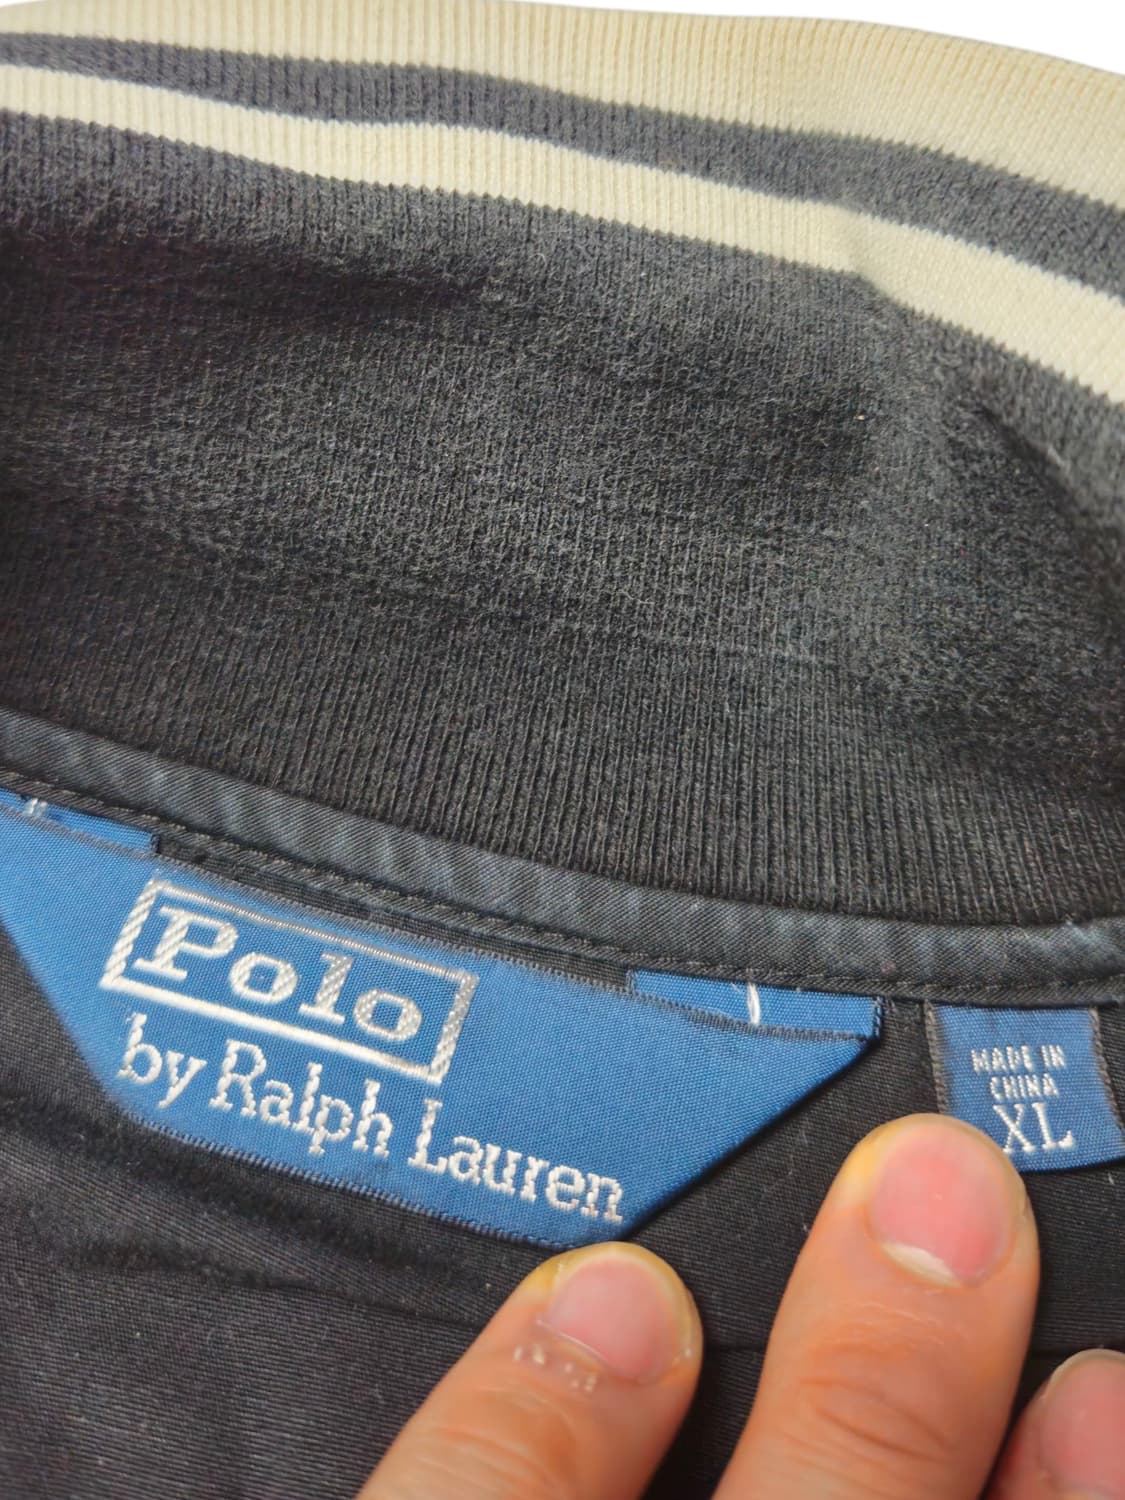 Polo
by Ralph Lauren
MADE IN
CHINA
XL